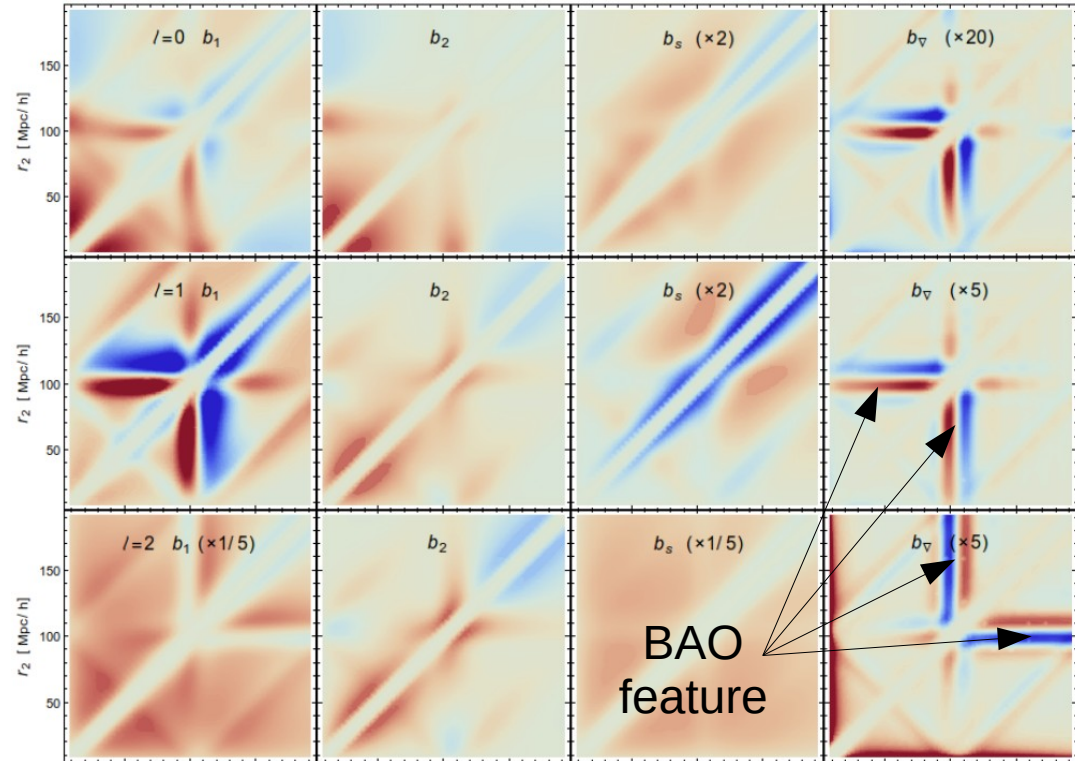 l=0 b₁
b₂
bₛ (×2)
b∇ (×20)
r₂ [Mpc/h]
150
100
50
l=1 b₁
b₂
bₛ (×2)
b∇ (×5)
r₂ [Mpc/h]
150
100
50
l=2 b₁ (×1/5)
b₂
bₛ (×1/5)
b∇ (×5)
r₂ [Mpc/h]
150
100
50
BAO
feature